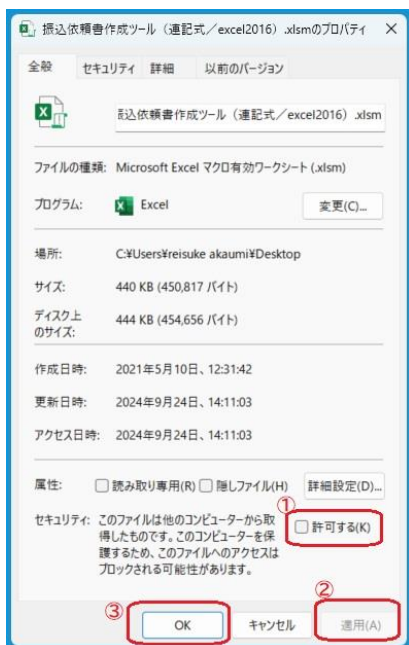 振込依頼書作成ツール（連記式／excel2016）.xlsmのプロパティ
全般 セキュリティ 詳細 以前のバージョン
込依頼書作成ツール（連記式／excel2016）.xlsm
ファイルの種類: Microsoft Excel マクロ有効ワークシート (.xlsm)
プログラム: Excel 変更(C)...
場所: C:¥Users¥reisuke akaumi¥Desktop
サイズ: 440 KB (450,817 バイト)
ディスク上
のサイズ: 444 KB (454,656 バイト)
作成日時: 2021年5月10日、12:31:42
更新日時: 2024年9月24日、14:11:03
アクセス日時: 2024年9月24日、14:11:03
属性: 読み取り専用(R) 隠しファイル(H) 詳細設定(D)...
①
セキュリティ: このファイルは他のコンピューターから取
得したものです。このコンピューターを保
護するため、このファイルへのアクセスは
ブロックされる可能性があります。
許可する(K)
③ ②
OK キャンセル 適用(A)